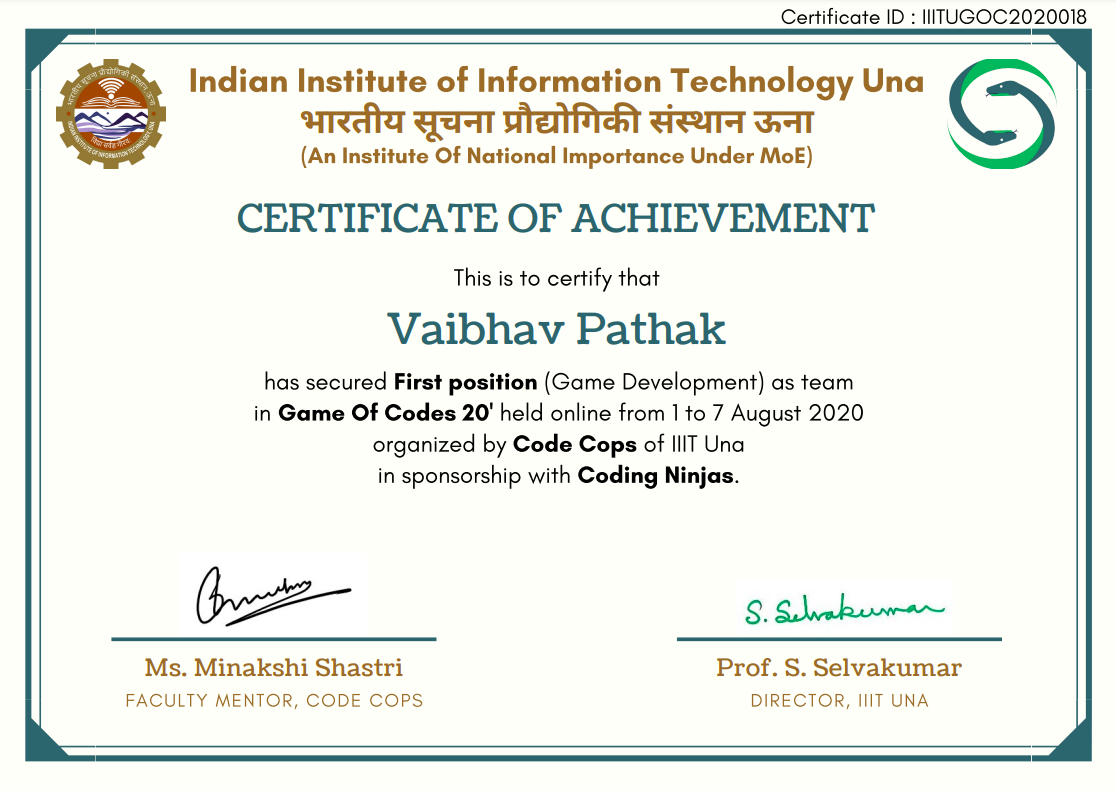 Certificate ID : IIITUGOC2020018
Indian Institute of Information Technology Una
भारतीय सूचना प्रौद्योगिकी संस्थान ऊना
(An Institute Of National Importance Under MoE)
CERTIFICATE OF ACHIEVEMENT
This is to certify that
Vaibhav Pathak
has secured First position (Game Development) as team
in Game Of Codes 20' held online from 1 to 7 August 2020
organized by Code Cops of IIIT Una
in sponsorship with Coding Ninjas.
S. Selvakumar
Ms. Minakshi Shastri
FACULTY MENTOR, CODE COPS
Prof. S. Selvakumar
DIRECTOR, IIIT UNA